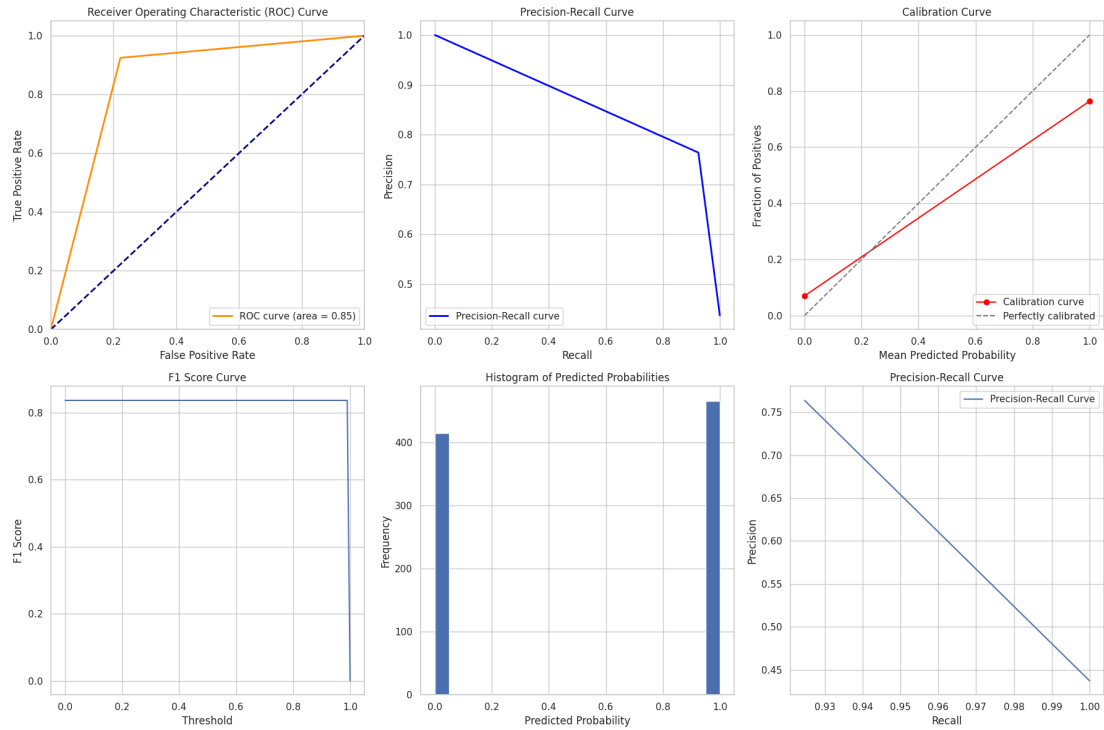 Receiver Operating Characteristic (ROC) Curve
1.0
0.8
0.6
0.4
0.2
0.0
True Positive Rate
0.0 0.2 0.4 0.6 0.8 1.0
False Positive Rate
ROC curve (area = 0.85)
Precision-Recall Curve
1.0
0.9
0.8
0.7
0.6
0.5
Precision
0.0 0.2 0.4 0.6 0.8 1.0
Recall
Precision-Recall curve
Calibration Curve
1.0
0.8
0.6
0.4
0.2
0.0
Fraction of Positives
0.0 0.2 0.4 0.6 0.8 1.0
Mean Predicted Probability
Calibration curve
Perfectly calibrated
F1 Score Curve
0.8
0.6
0.4
0.2
0.0
F1 Score
0.0 0.2 0.4 0.6 0.8 1.0
Threshold
Histogram of Predicted Probabilities
400
300
200
100
0
Frequency
0.0 0.2 0.4 0.6 0.8 1.0
Predicted Probability
Precision-Recall Curve
Precision-Recall Curve
0.75
0.70
0.65
0.60
0.55
0.50
0.45
Precision
0.93 0.94 0.95 0.96 0.97 0.98 0.99 1.00
Recall